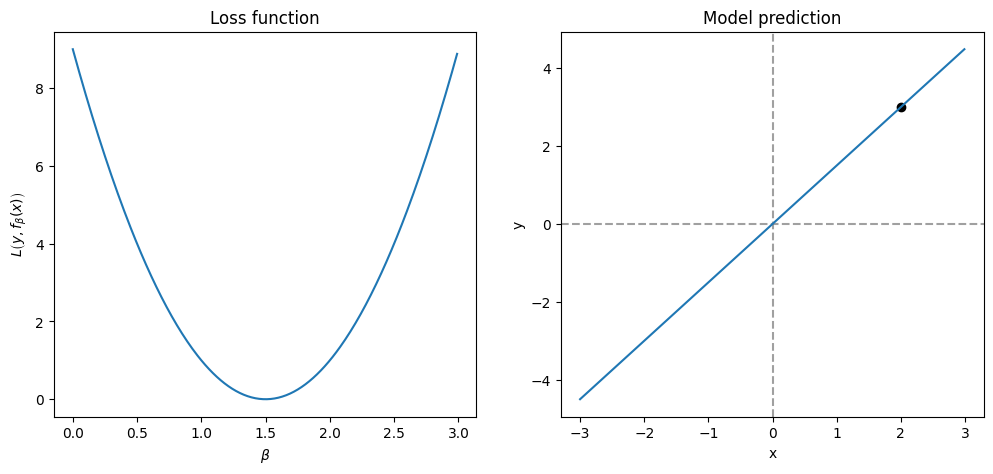 Loss function
L(y, f_β(x))
8
6
4
2
0
0.0 0.5 1.0 1.5 2.0 2.5 3.0
β
Model prediction
y
4
2
0
−2
−4
−3 −2 −1 0 1 2 3
x